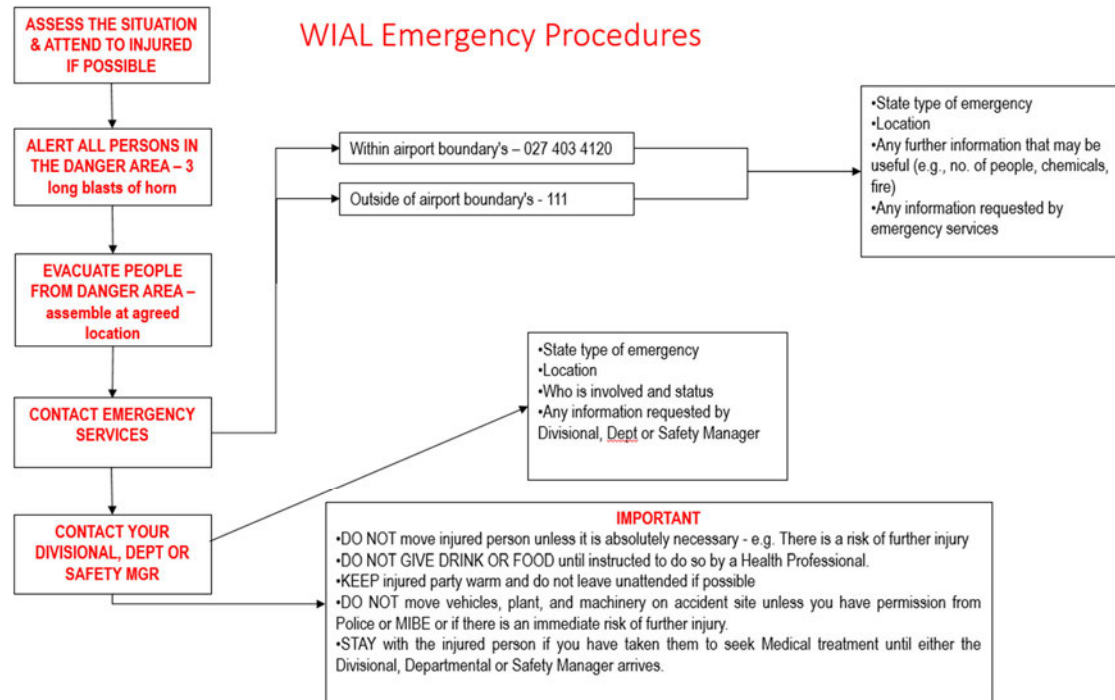 WIAL Emergency Procedures
ASSESS THE SITUATION
& ATTEND TO INJURED
IF POSSIBLE
ALERT ALL PERSONS IN
THE DANGER AREA – 3
long blasts of horn
EVACUATE PEOPLE
FROM DANGER AREA –
assemble at agreed
location
CONTACT EMERGENCY
SERVICES
CONTACT YOUR
DIVISIONAL, DEPT OR
SAFETY MGR
Within airport boundary's – 027 403 4120
Outside of airport boundary's - 111
•State type of emergency
•Location
•Any further information that may be
useful (e.g., no. of people, chemicals,
fire)
•Any information requested by
emergency services
•State type of emergency
•Location
•Who is involved and status
•Any information requested by
Divisional, Dept or Safety Manager
IMPORTANT
•DO NOT move injured person unless it is absolutely necessary - e.g. There is a risk of further injury
•DO NOT GIVE DRINK OR FOOD until instructed to do so by a Health Professional.
•KEEP injured party warm and do not leave unattended if possible
•DO NOT move vehicles, plant, and machinery on accident site unless you have permission from
Police or MIBE or if there is an immediate risk of further injury.
•STAY with the injured person if you have taken them to seek Medical treatment until either the
Divisional, Departmental or Safety Manager arrives.